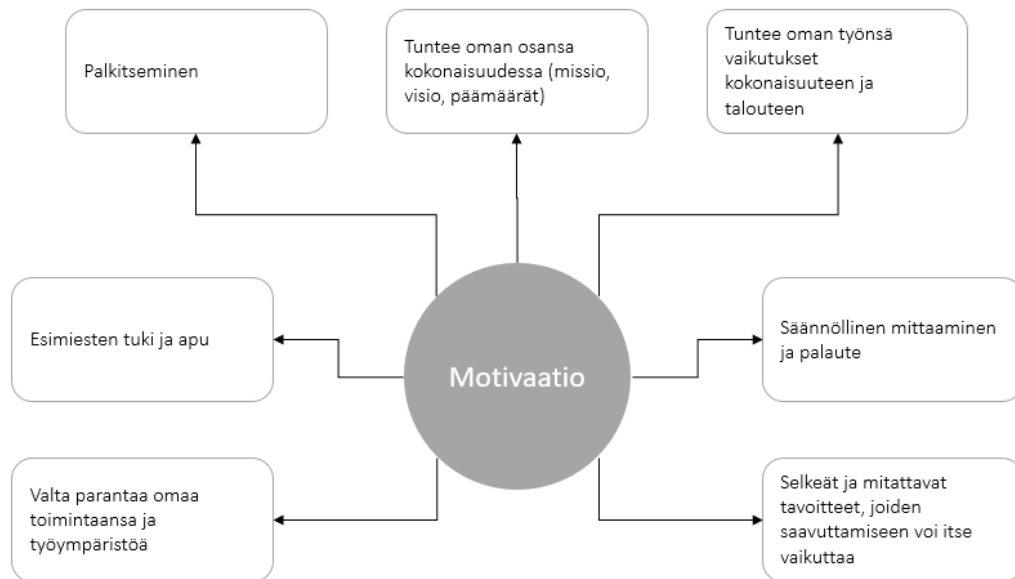 Palkitseminen
Tuntee oman osansa
kokonaisuudessa (missio,
visio, päämäärät)
Tuntee oman työnsä
vaikutukset
kokonaisuuteen ja
talouteen
Esimiesten tuki ja apu
Motivaatio
Säännöllinen mittaaminen
ja palaute
Valta parantaa omaa
toimintaansa ja
työympäristöä
Selkeät ja mitattavat
tavoitteet, joiden
saavuttamiseen voi itse
vaikuttaa